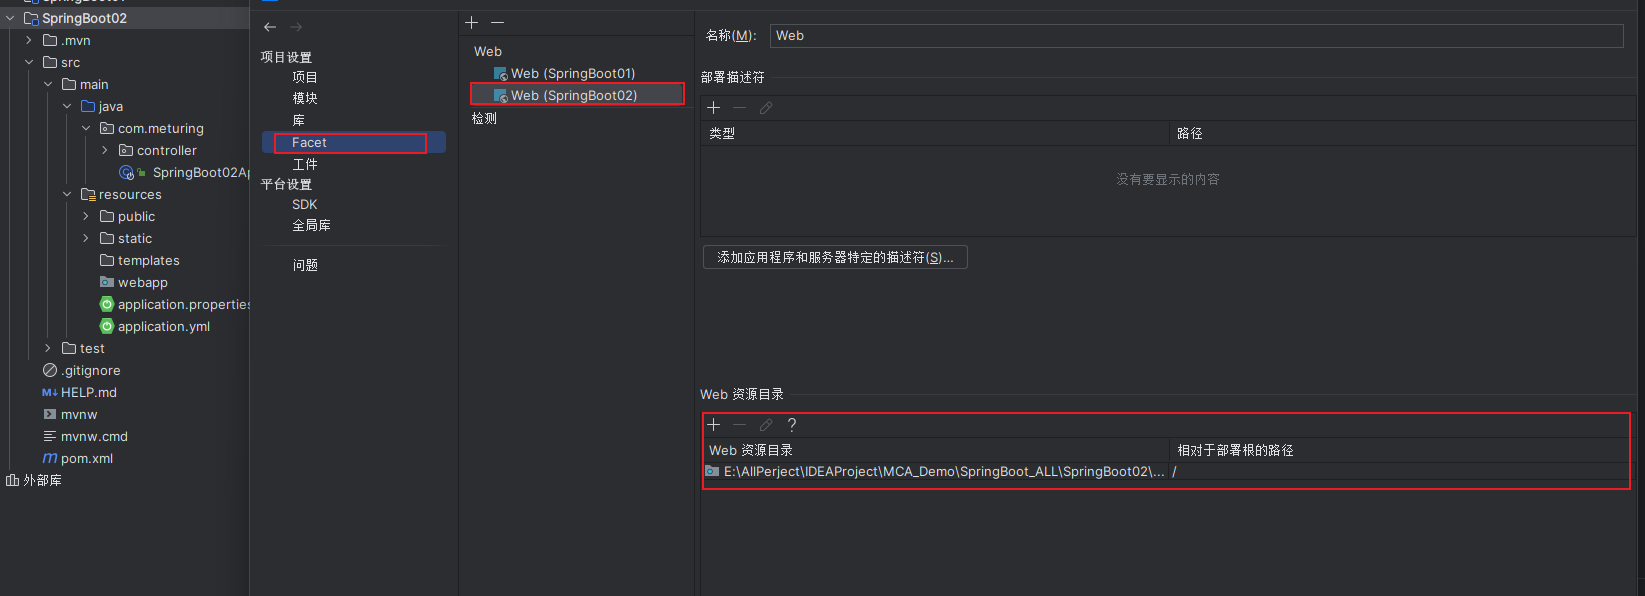 SpringBoot02
.mvn
src
main
java
com.meturing
controller
SpringBoot02Ap
resources
public
static
templates
webapp
application.properties
application.yml
test
.gitignore
HELP.md
mvnw
mvnw.cmd
pom.xml
外部库
项目设置
项目
模块
库
Facet
工件
平台设置
SDK
全局库
问题
Web
Web (SpringBoot01)
Web (SpringBoot02)
检测
名称(M): Web
部署描述符
类型 路径
没有要显示的内容
添加应用程序和服务器特定的描述符(S)...
Web 资源目录
Web 资源目录 相对于部署根的路径
E:\AllPerject\IDEAProject\MCA_Demo\SpringBoot_ALL\SpringBoot02\... /